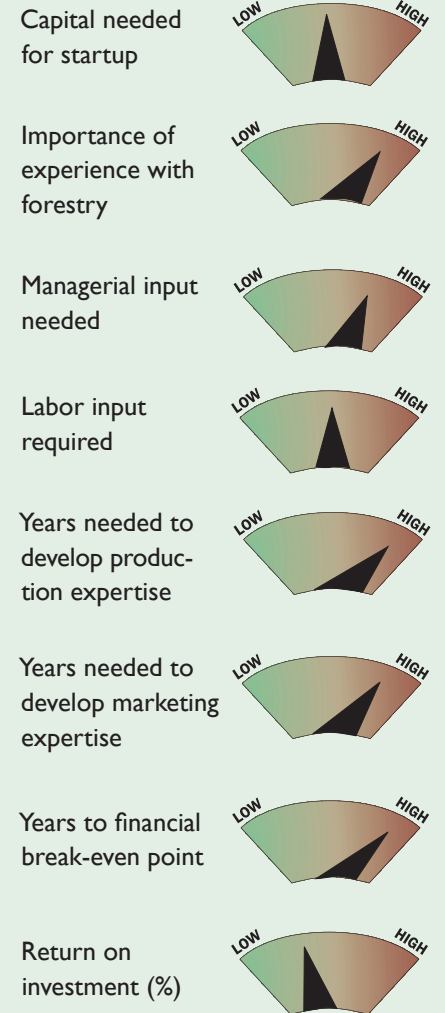 Capital needed
for startup
LOW
HIGH
Importance of
experience with
forestry
LOW
HIGH
Managerial input
needed
LOW
HIGH
Labor input
required
LOW
HIGH
Years needed to
develop produc-
tion expertise
LOW
HIGH
Years needed to
develop marketing
expertise
LOW
HIGH
Years to financial
break-even point
LOW
HIGH
Return on
investment (%)
LOW
HIGH